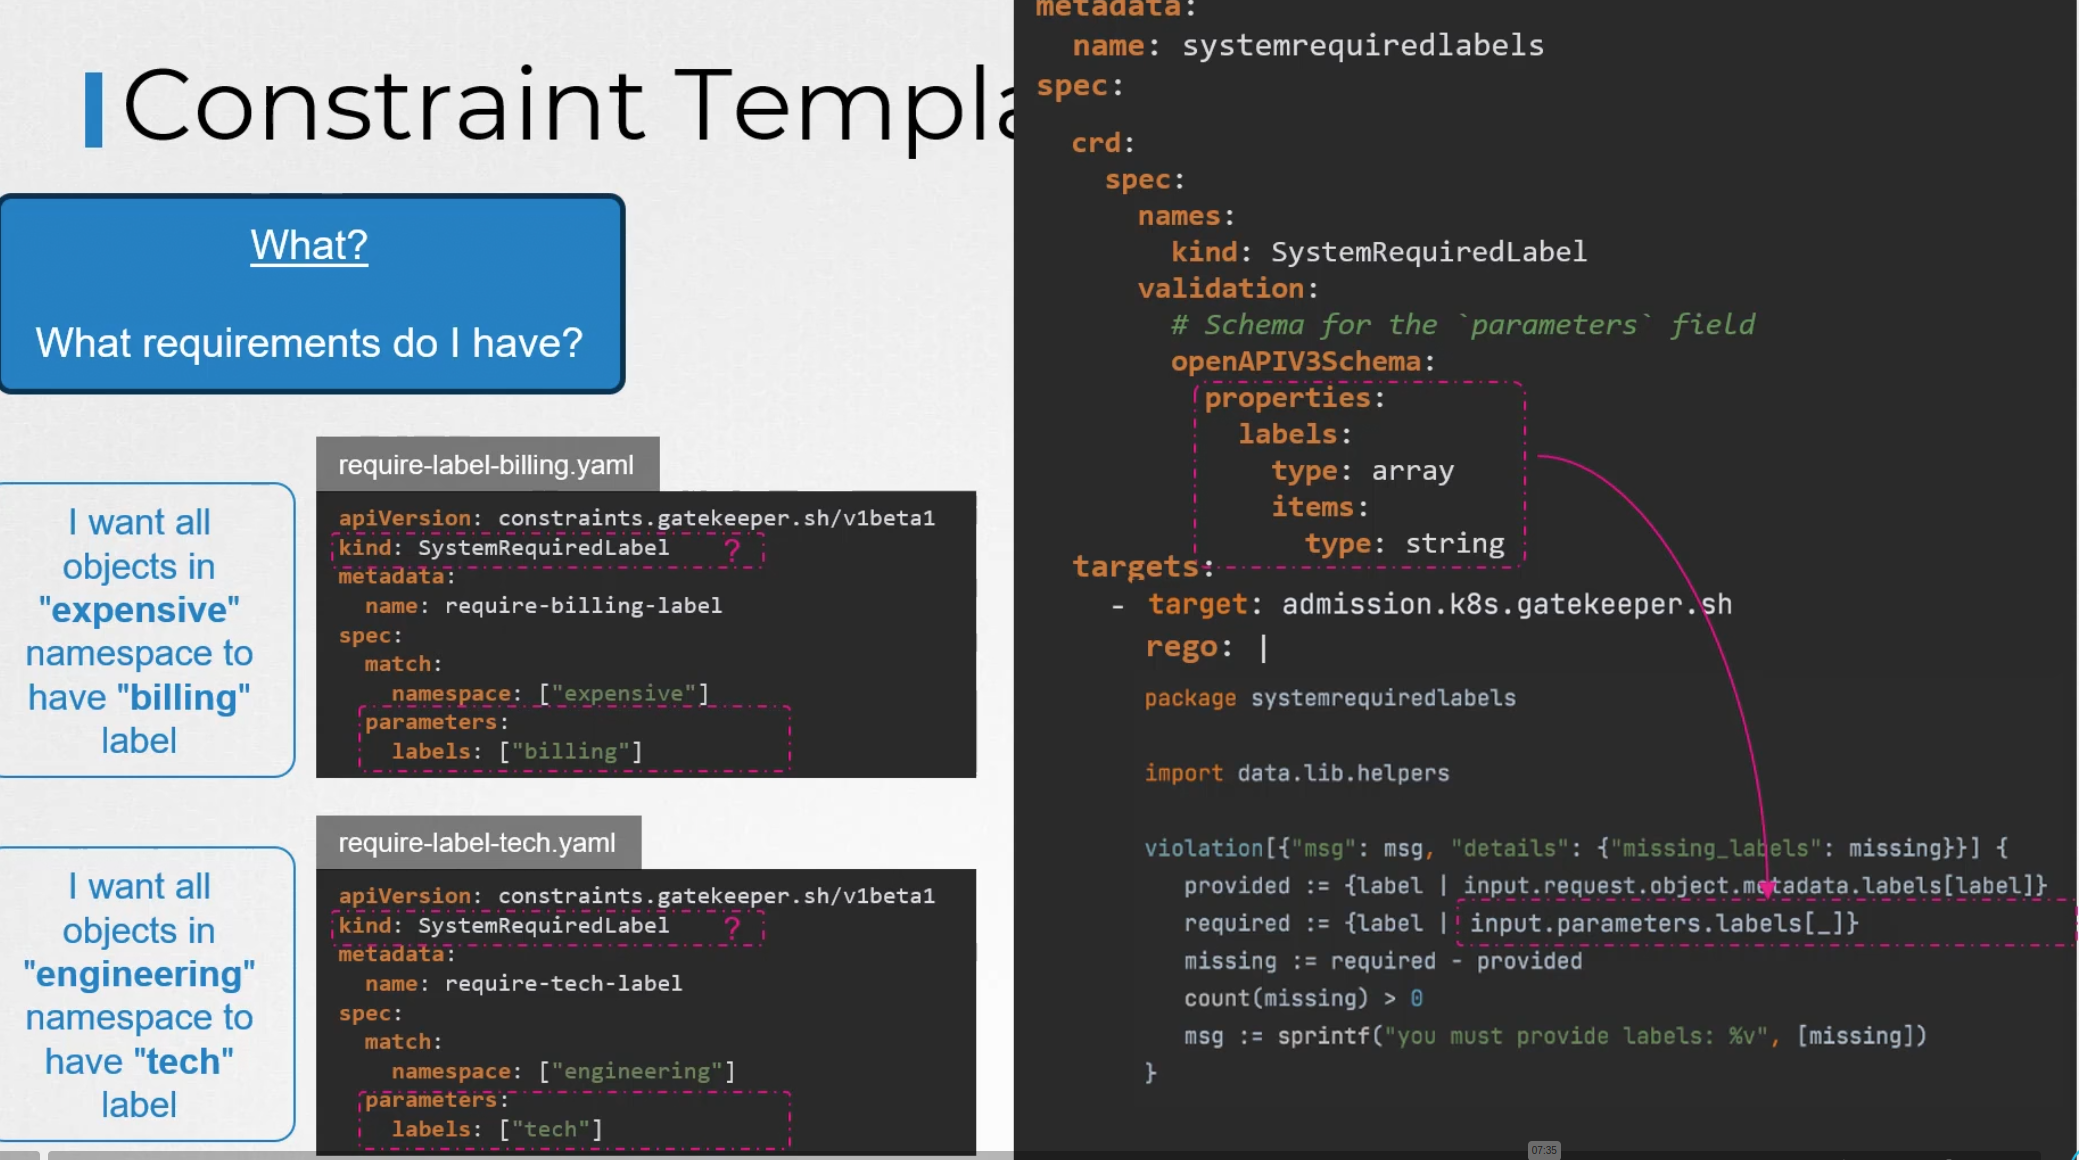 Constraint Templa
What?
What requirements do I have?
I want all
objects in
"expensive"
namespace to
have "billing"
label
require-label-billing.yaml
apiVersion: constraints.gatekeeper.sh/v1beta1
kind: SystemRequiredLabel ?
metadata:
  name: require-billing-label
spec:
  match:
    namespace: ["expensive"]
  parameters:
    labels: ["billing"]
I want all
objects in
"engineering"
namespace to
have "tech"
label
require-label-tech.yaml
apiVersion: constraints.gatekeeper.sh/v1beta1
kind: SystemRequiredLabel ?
metadata:
  name: require-tech-label
spec:
  match:
    namespace: ["engineering"]
  parameters:
    labels: ["tech"]
metadata:
  name: systemrequiredlabels
spec:
  crd:
    spec:
      names:
        kind: SystemRequiredLabel
      validation:
        # Schema for the `parameters` field
        openAPIV3Schema:
          properties:
            labels:
              type: array
              items:
                type: string
  targets:
    - target: admission.k8s.gatekeeper.sh
      rego: |
        package systemrequiredlabels
        import data.lib.helpers
        violation[{"msg": msg, "details": {"missing_labels": missing}}] {
          provided := {label | input.request.object.metadata.labels[label]}
          required := {label | input.parameters.labels[_]}
          missing := required - provided
          count(missing) > 0
          msg := sprintf("you must provide labels: %v", [missing])
        }
07:35